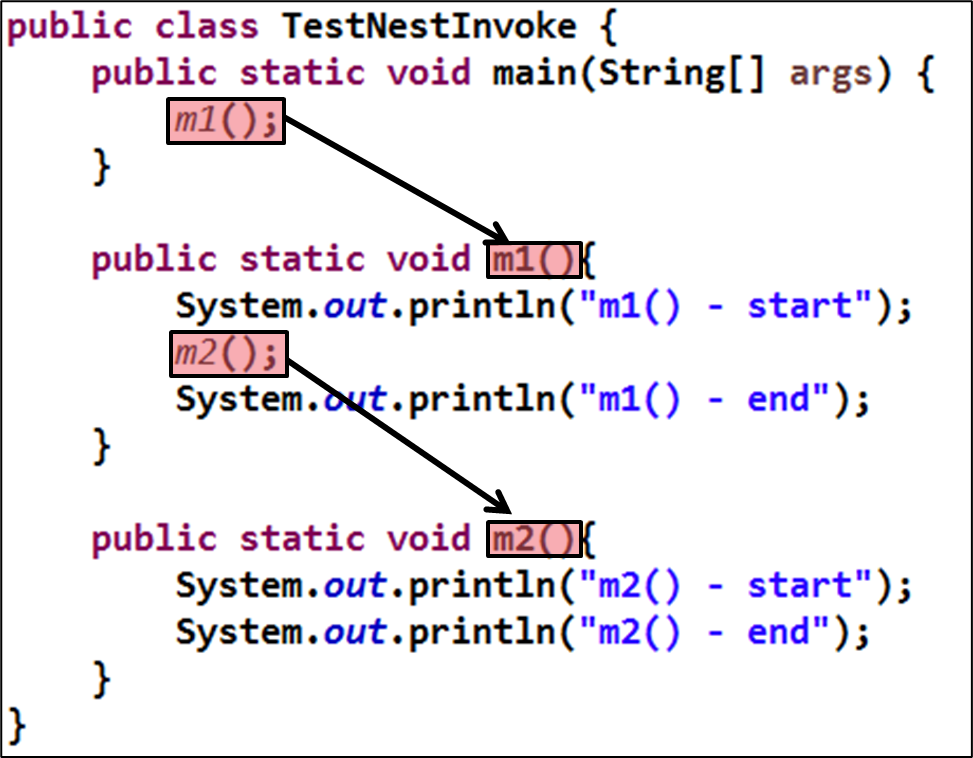 public class TestNestInvoke {
public static void main(String[] args) {
m1();
}
public static void m1(){
System.out.println("m1() - start");
m2();
System.out.println("m1() - end");
}
public static void m2(){
System.out.println("m2() - start");
System.out.println("m2() - end");
}
}